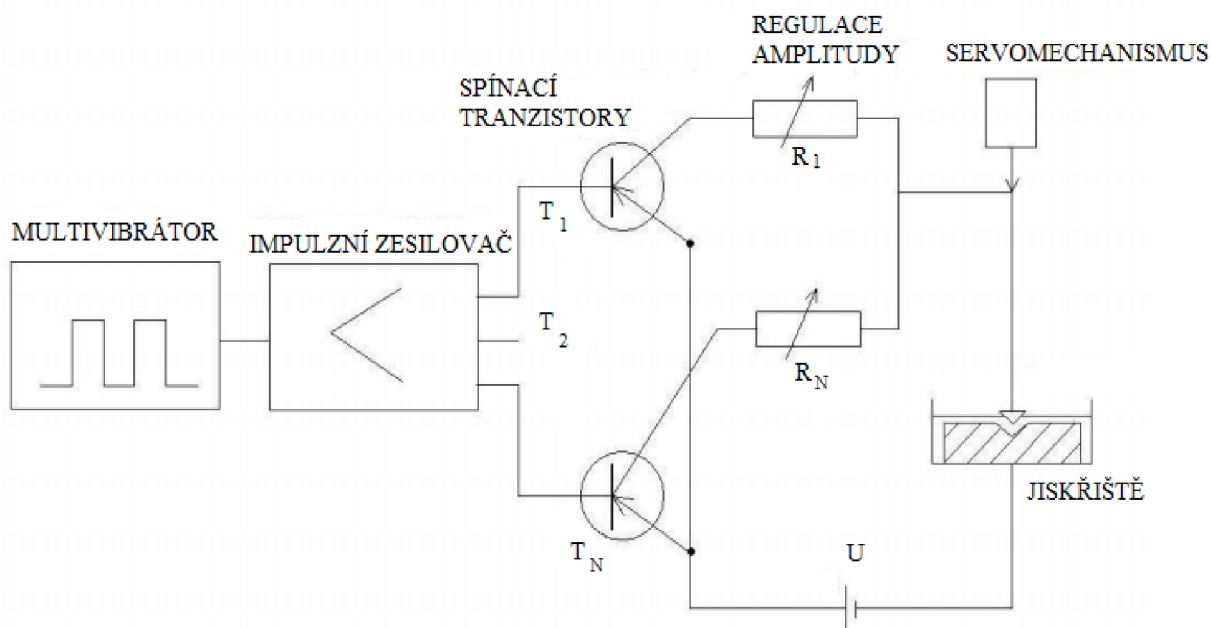 REGULACE
AMPLITUDY
SERVOMECHANISMUS
SPÍNACÍ
TRANZISTORY
R1
T1
MULTIVIBRÁTOR
IMPULZNÍ ZESILOVAČ
T2
RN
JISKŘIŠTĚ
TN
U